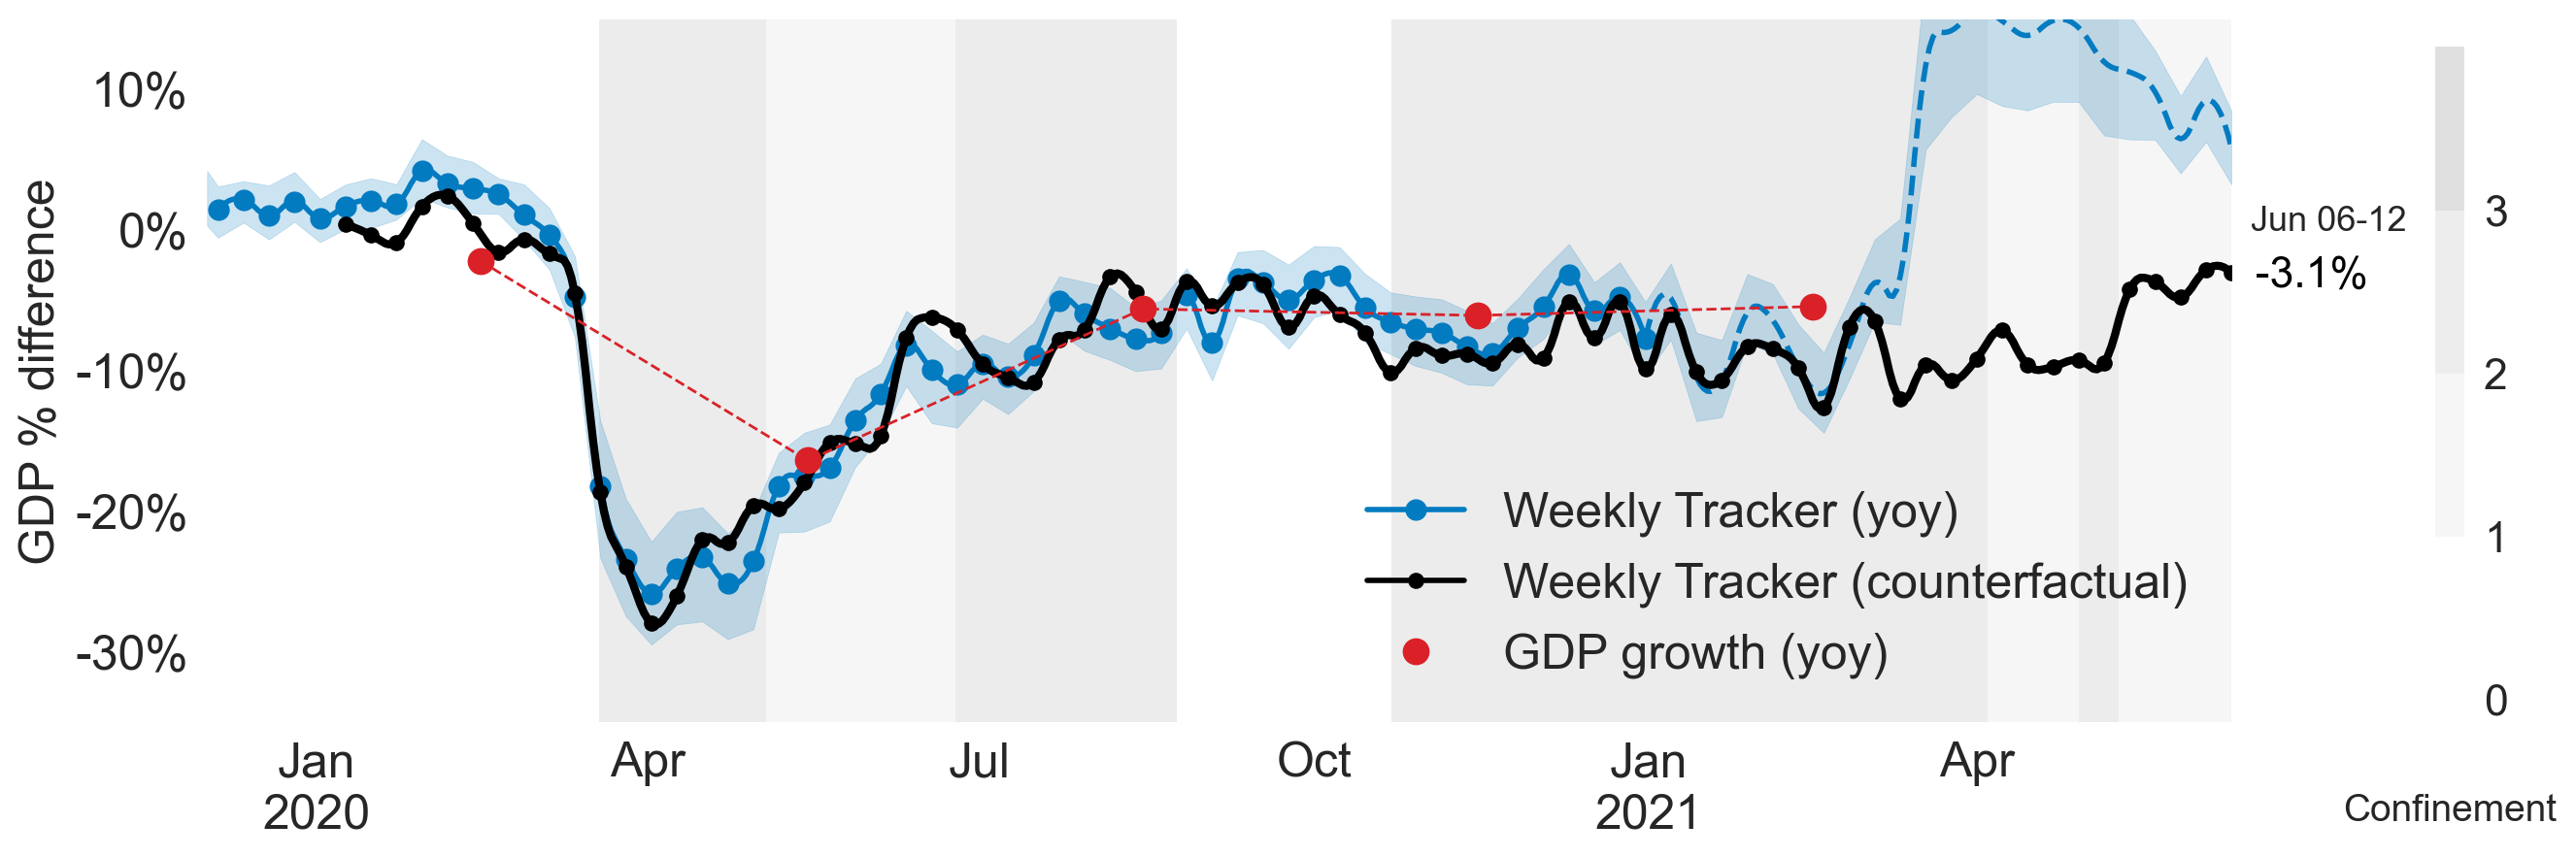 GDP % difference
10%
0%
-10%
-20%
-30%
Jan
2020
Apr
Jul
Oct
Jan
2021
Apr
Weekly Tracker (yoy)
Weekly Tracker (counterfactual)
GDP growth (yoy)
Jun 06-12
-3.1%
3
2
1
0
Confinement